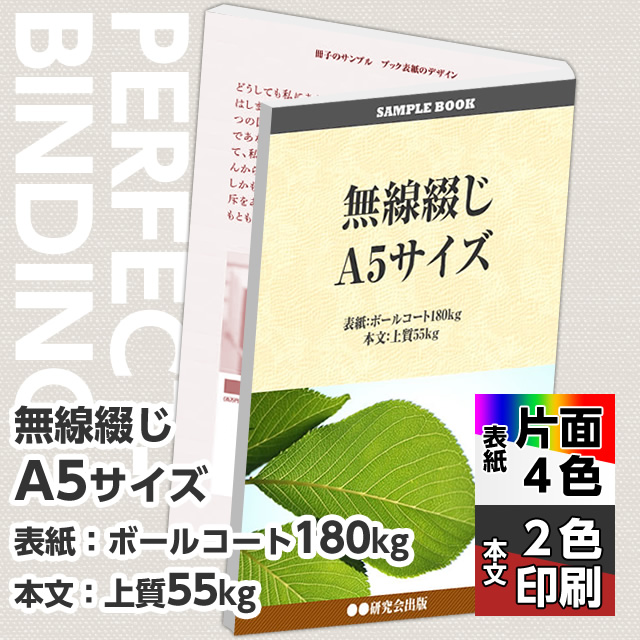 PERFECT
BINDING
冊子のサンプル ブック表紙のデザイン
どうしても私
はしま
つの
であ
て、私
んから
しかも
斥を
もとも
SAMPLE BOOK
無線綴じ
A5サイズ
表紙:ボールコート180kg
本文:上質55kg
●●研究会出版
無線綴じ
A5サイズ
表紙：ボールコート180kg
本文：上質55kg
表紙
片面
4色
本文
2色
印刷